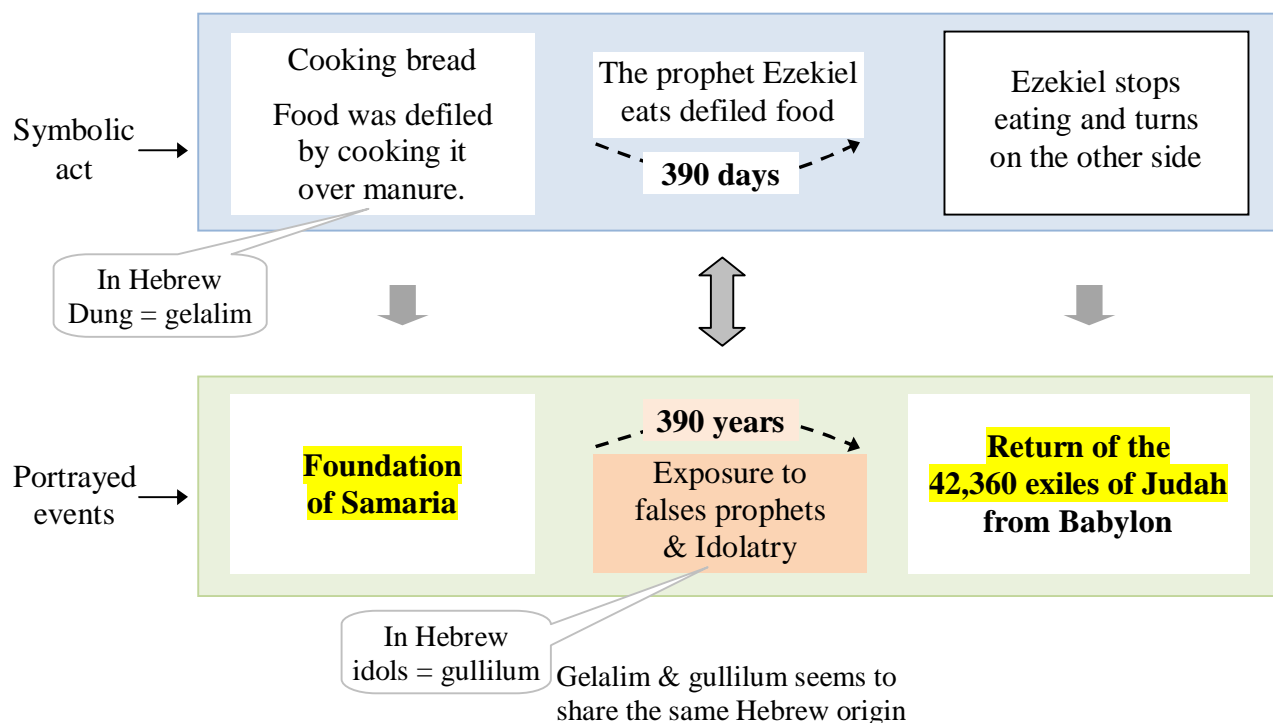 Symbolic
act
Cooking bread
Food was defiled
by cooking it
over manure.
The prophet Ezekiel
eats defiled food
390 days
Ezekiel stops
eating and turns
on the other side
In Hebrew
Dung = gelalim
Portrayed
events
Foundation
of Samaria
390 years
Exposure to
falses prophets
& Idolatry
Return of the
42,360 exiles of Judah
from Babylon
In Hebrew
idols = gullilum
Gelalim & gullilum seems to
share the same Hebrew origin